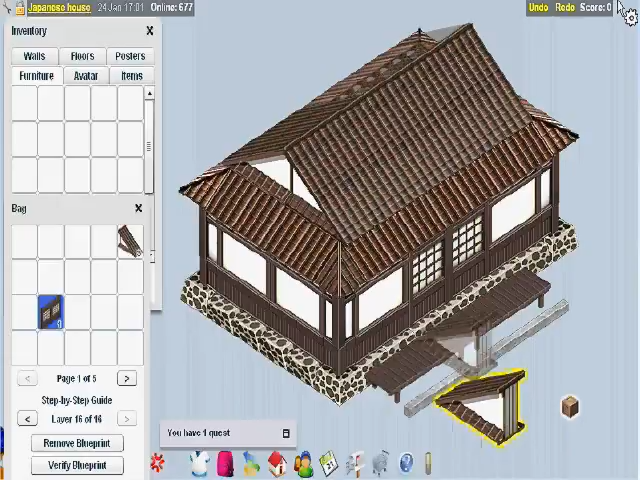 Japanese house 24 Jan 17:01 Online: 677 Undo Redo Score: 0
Inventory X
Walls Floors Posters
Furniture Avatar Items
Bag X
1
< Page 1 of 5 >
Step-by-Step Guide
< Layer 16 of 16 >
Remove Blueprint
Verify Blueprint
You have 1 quest